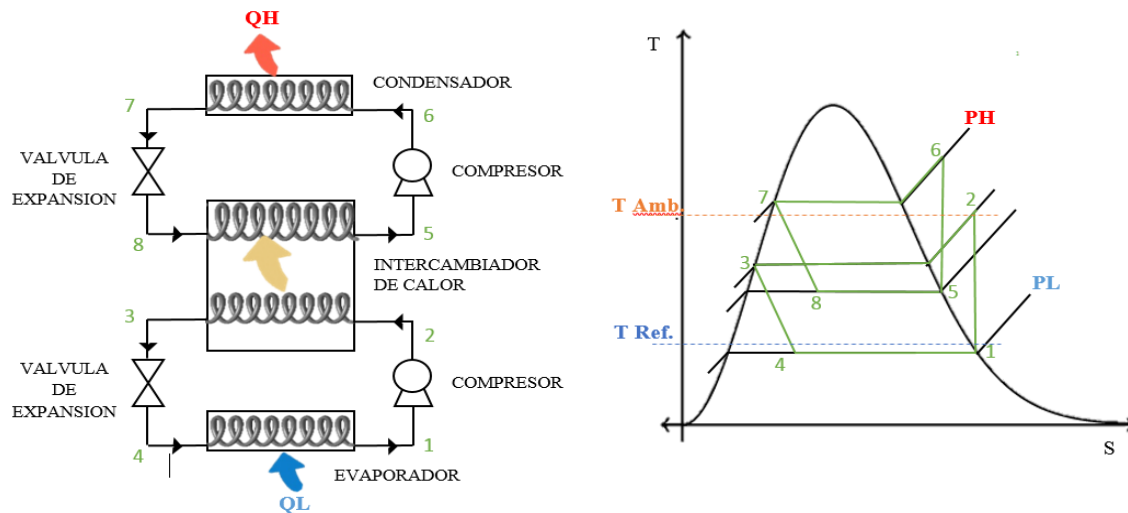 QH
CONDENSADOR
7
6
VALVULA
DE
EXPANSION
COMPRESOR
8
5
INTERCAMBIADOR
DE CALOR
3
2
VALVULA
DE
EXPANSION
COMPRESOR
4
1
EVAPORADOR
QL
T
PH
6
7
2
T Amb.
3
8
5
PL
T Ref.
4
1
S